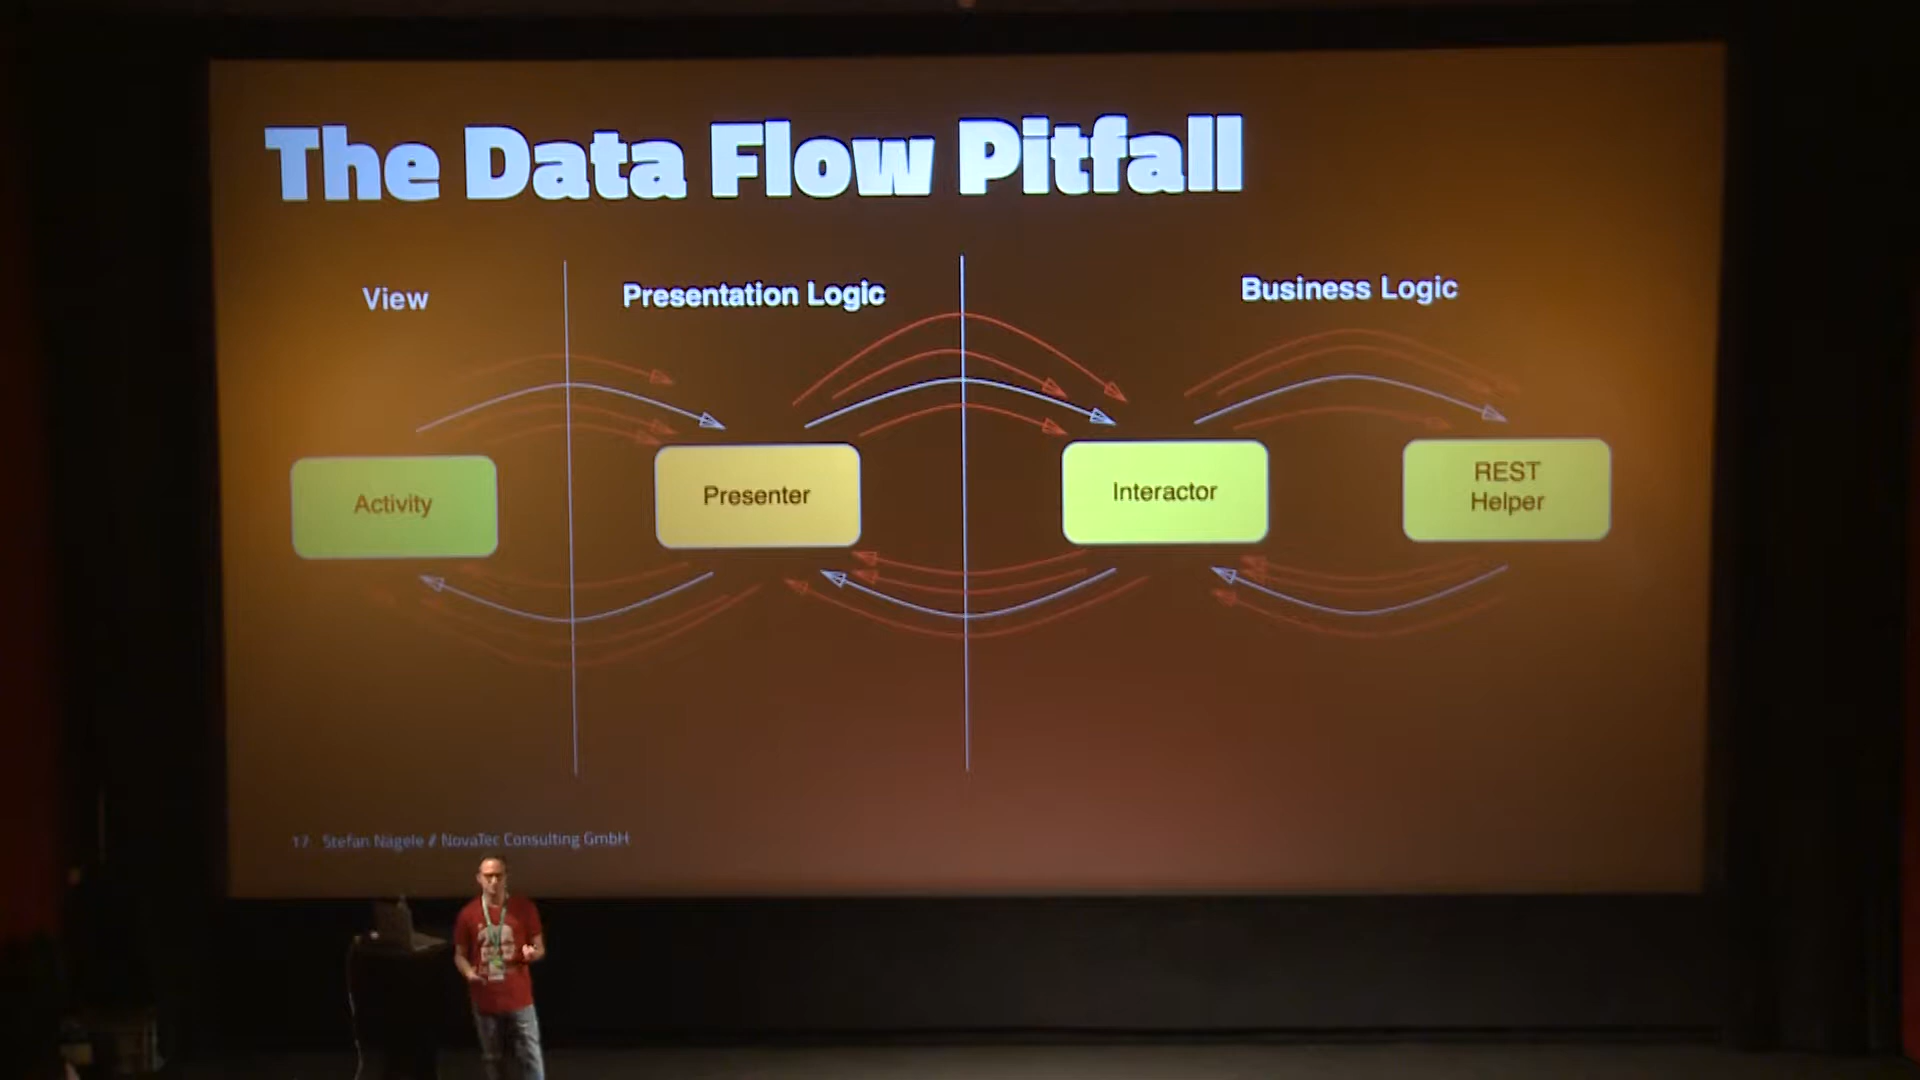 The Data Flow Pitfall
View
Presentation Logic
Business Logic
Activity
Presenter
Interactor
REST
Helper
17 Stefan Nägele // NovaTec Consulting GmbH